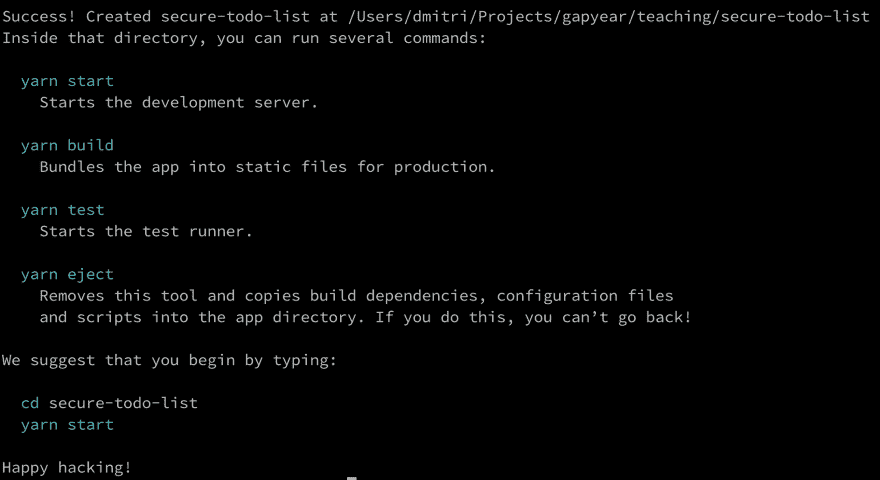 Success! Created secure-todo-list at /Users/dmitri/Projects/gapyear/teaching/secure-todo-list
Inside that directory, you can run several commands:
yarn start
Starts the development server.
yarn build
Bundles the app into static files for production.
yarn test
Starts the test runner.
yarn eject
Removes this tool and copies build dependencies, configuration files
and scripts into the app directory. If you do this, you can’t go back!
We suggest that you begin by typing:
cd secure-todo-list
yarn start
Happy hacking!